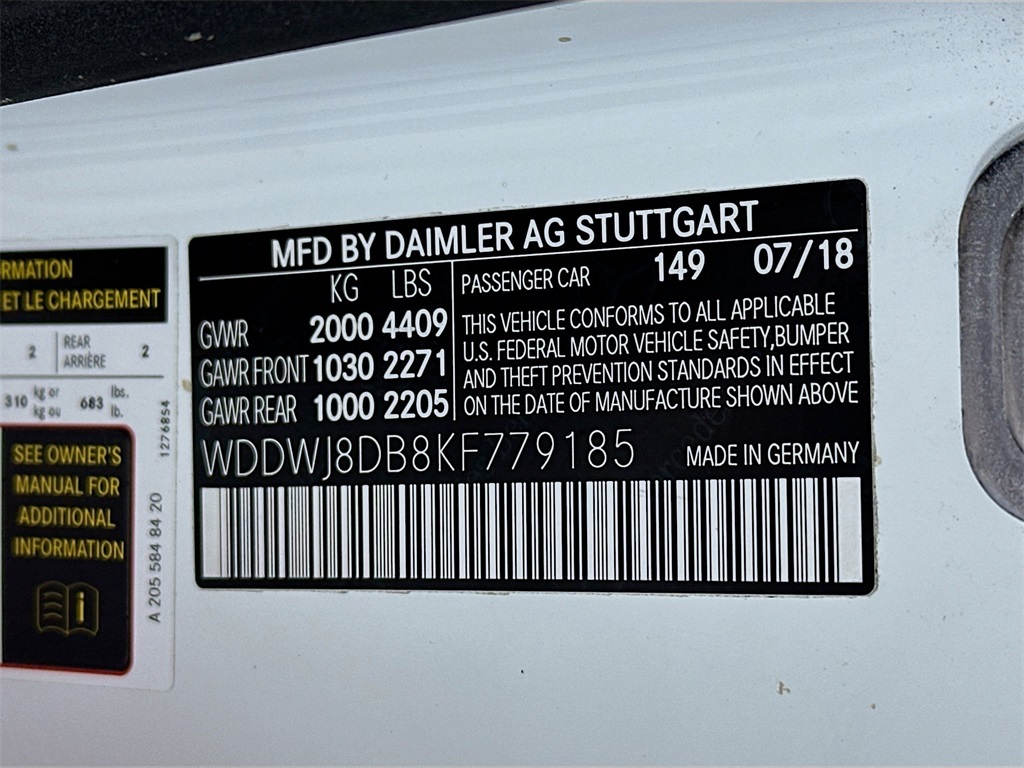 RMATION
ET LE CHARGEMENT
2 REAR ARRIÈRE 2
310 kg or kg ou 683 lbs. lb.
SEE OWNER'S
MANUAL FOR
ADDITIONAL
INFORMATION
1276854
A 205 584 84 20
MFD BY DAIMLER AG STUTTGART
KG LBS
GVWR 2000 4409
GAWR FRONT 1030 2271
GAWR REAR 1000 2205
PASSENGER CAR 149 07/18
THIS VEHICLE CONFORMS TO ALL APPLICABLE
U.S. FEDERAL MOTOR VEHICLE SAFETY,BUMPER
AND THEFT PREVENTION STANDARDS IN EFFECT
ON THE DATE OF MANUFACTURE SHOWN ABOVE
WDDWJ8DB8KF779185 MADE IN GERMANY